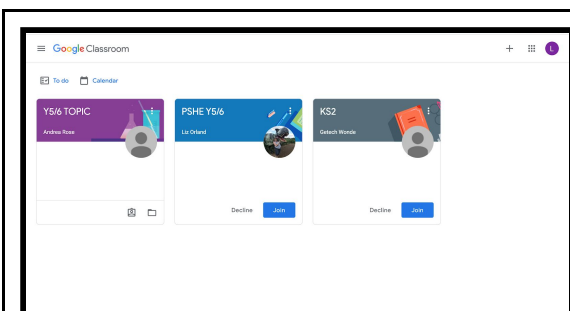 Google Classroom
L
To do Calendar
Y5/6 TOPIC
Andrea Rose
PSHE Y5/6
Liz Orland
Decline Join
KS2
Getech Wonde
Decline Join